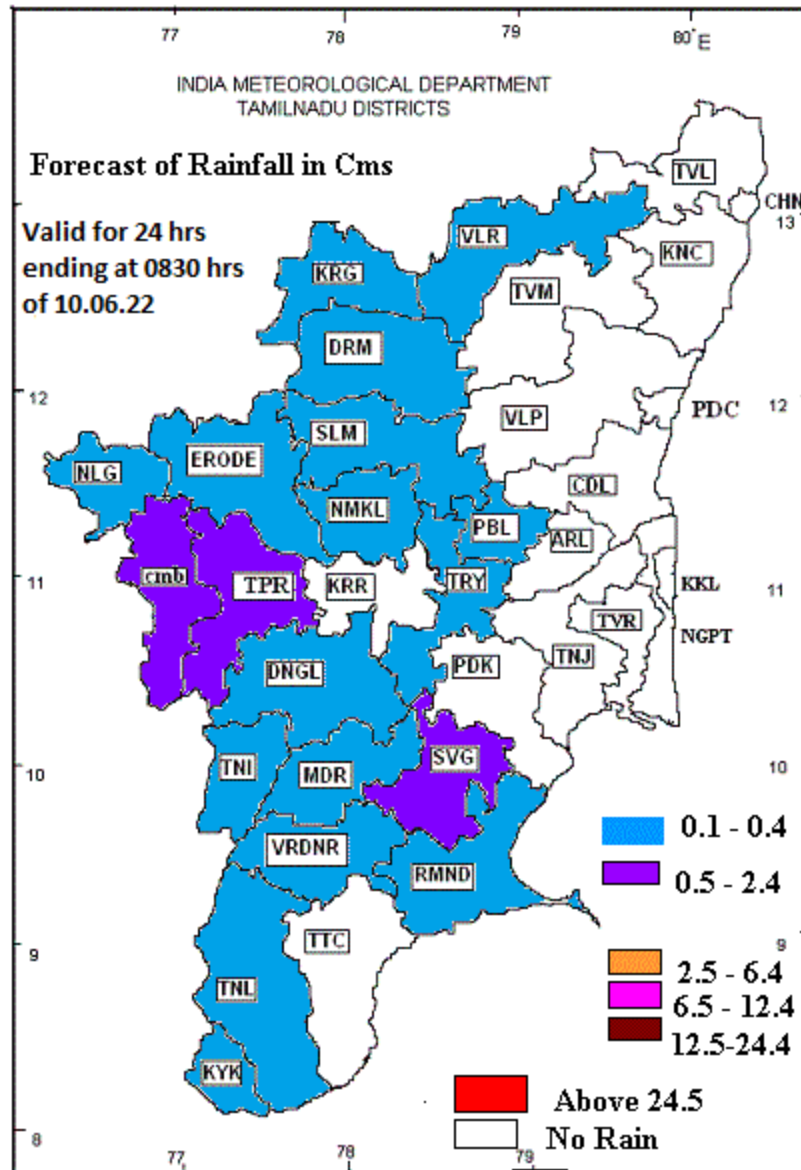 77 78 79 80°E
INDIA METEOROLOGICAL DEPARTMENT
TAMILNADU DISTRICTS
Forecast of Rainfall in Cms
TVL
CHN
13
Valid for 24 hrs
ending at 0830 hrs
of 10.06.22
VLR
KNC
KRG
TVM
DRM
12
12
PDC
VLP
SLM
ERODE
NLG
CDL
NMKL
PBL
ARL
11
cmb
TPR
KRR
TRY
KKL
11
TVR
NGPT
PDK
TNJ
DNGL
SVG
10
TNI
MDR
10
0.1 - 0.4
VRDNR
RMND
0.5 - 2.4
9
TTC
9
2.5 - 6.4
TNL
6.5 - 12.4
12.5-24.4
KYK
Above 24.5
8
No Rain
77 78 79